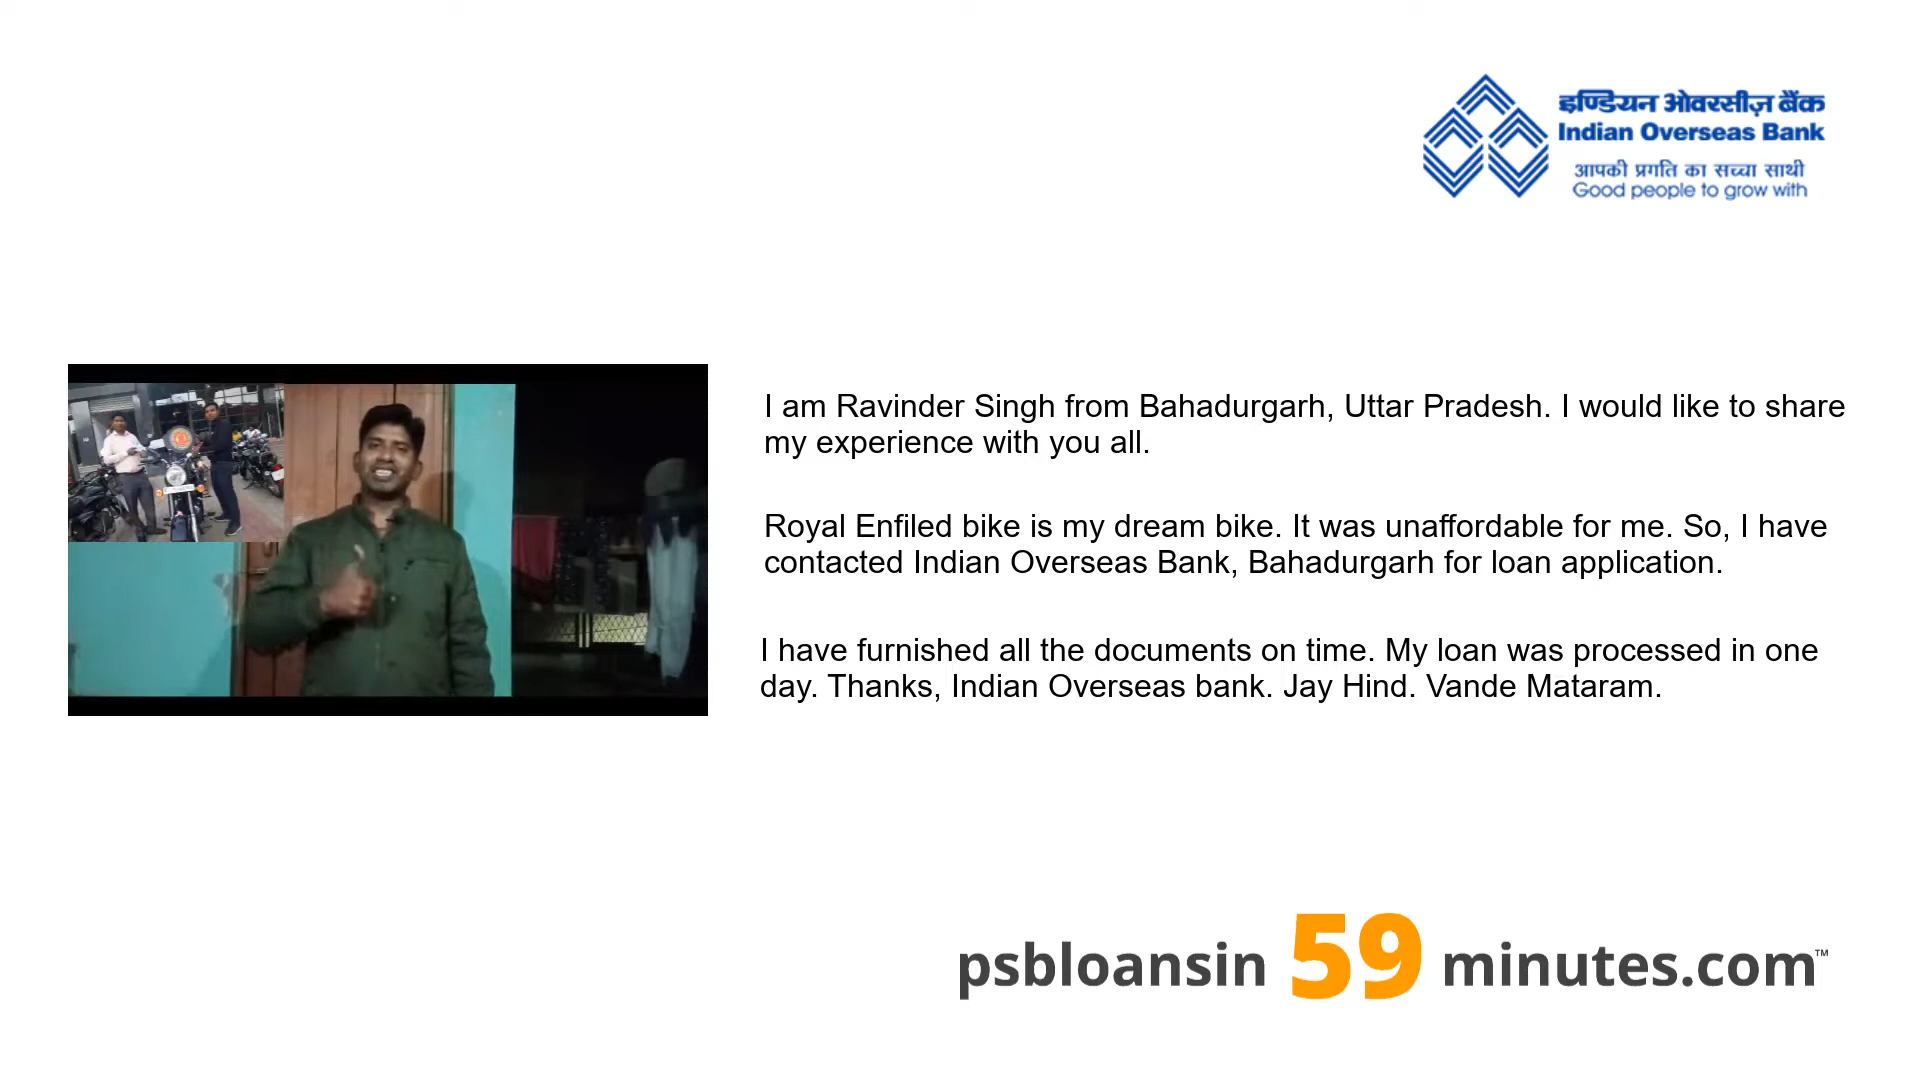 इण्डियन ओवरसीज़ बैंक
Indian Overseas Bank
आपकी प्रगति का सच्चा साथी
Good people to grow with
I am Ravinder Singh from Bahadurgarh, Uttar Pradesh. I would like to share
my experience with you all.
Royal Enfiled bike is my dream bike. It was unaffordable for me. So, I have
contacted Indian Overseas Bank, Bahadurgarh for loan application.
I have furnished all the documents on time. My loan was processed in one
day. Thanks, Indian Overseas bank. Jay Hind. Vande Mataram.
psbloansin 59 minutes.com™